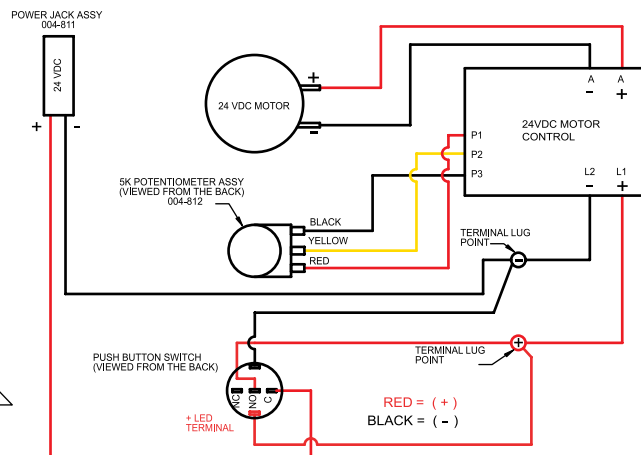 POWER JACK ASSY
004-811
24 VDC
+
-
24 VDC MOTOR
+
-
A
-
A
+
24VDC MOTOR
CONTROL
P1
P2
P3
L2
-
L1
+
5K POTENTIOMETER ASSY
(VIEWED FROM THE BACK)
004-812
BLACK
YELLOW
RED
TERMINAL LUG
POINT
-
PUSH BUTTON SWITCH
(VIEWED FROM THE BACK)
NC
NO
C
+ LED
TERMINAL
+
TERMINAL LUG
POINT
RED = ( + )
BLACK = ( - )